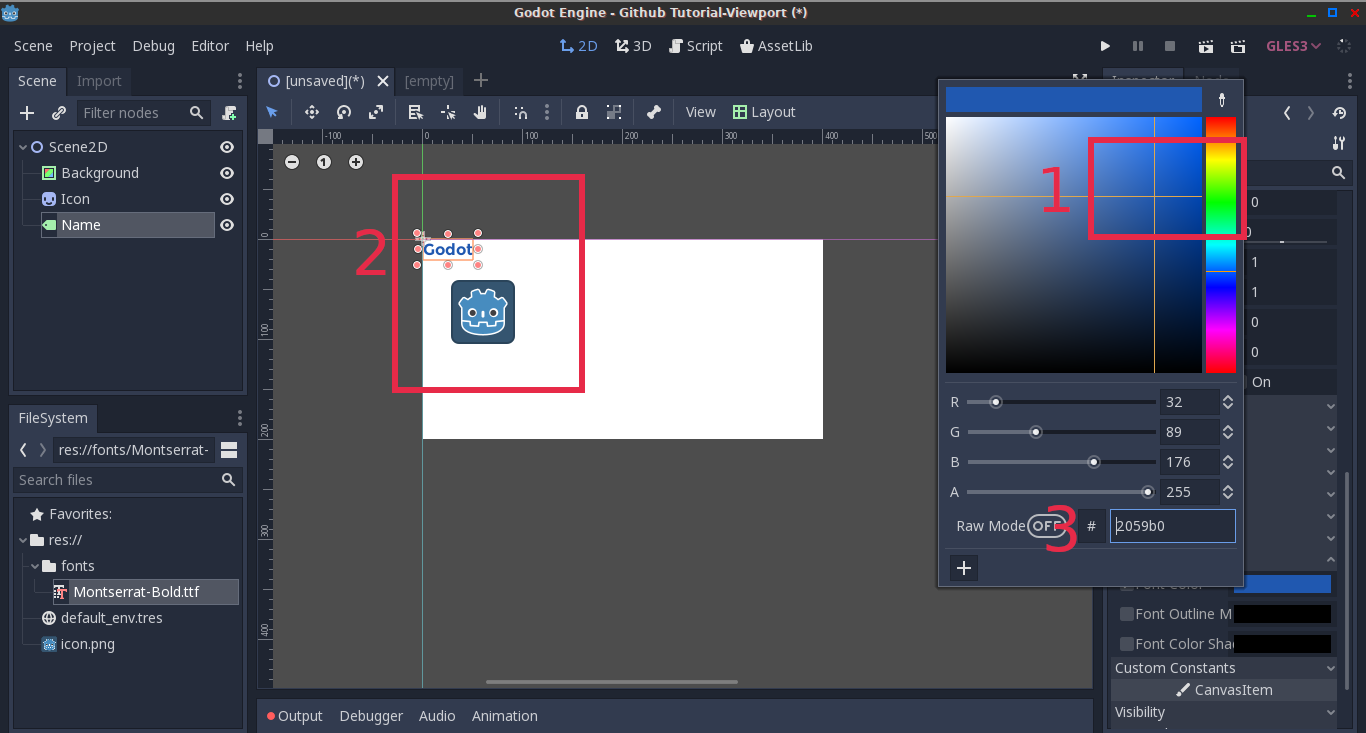 Godot Engine - Github Tutorial-Viewport (*)
Scene Project Debug Editor Help
2D 3D Script AssetLib
GLES3
Scene Import
[unsaved](*) [empty]
Filter nodes
View Layout
Scene2D
Background
Icon
Name
-100 0 100 200 300 400 500
1
0
100
200
300
400
Godot
1
2
3
R 32
G 89
B 176
A 255
Raw Mode OFF # 2059b0
0
0
1
1
0
0
On
Font Color
Font Outline M
Font Color Sha
Custom Constants
CanvasItem
Visibility
FileSystem
res://fonts/Montserrat-
Search files
Favorites:
res://
fonts
Montserrat-Bold.ttf
default_env.tres
icon.png
Output Debugger Audio Animation